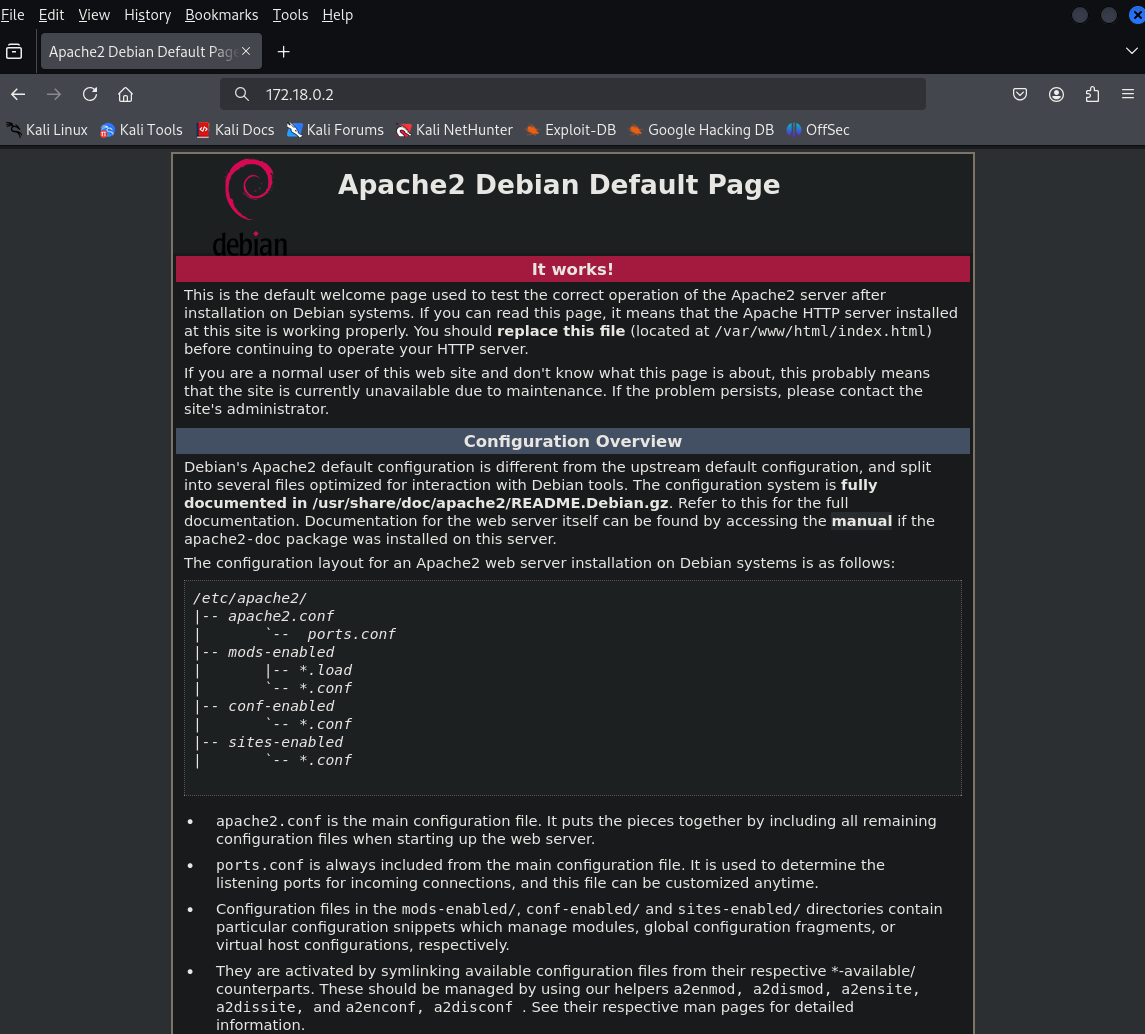 File Edit View History Bookmarks Tools Help
Apache2 Debian Default Page
172.18.0.2
Kali Linux Kali Tools Kali Docs Kali Forums Kali NetHunter Exploit-DB Google Hacking DB OffSec
debian
Apache2 Debian Default Page
It works!
This is the default welcome page used to test the correct operation of the Apache2 server after
installation on Debian systems. If you can read this page, it means that the Apache HTTP server installed
at this site is working properly. You should replace this file (located at /var/www/html/index.html)
before continuing to operate your HTTP server.
If you are a normal user of this web site and don't know what this page is about, this probably means
that the site is currently unavailable due to maintenance. If the problem persists, please contact the
site's administrator.
Configuration Overview
Debian's Apache2 default configuration is different from the upstream default configuration, and split
into several files optimized for interaction with Debian tools. The configuration system is fully
documented in /usr/share/doc/apache2/README.Debian.gz. Refer to this for the full
documentation. Documentation for the web server itself can be found by accessing the manual if the
apache2-doc package was installed on this server.
The configuration layout for an Apache2 web server installation on Debian systems is as follows:
/etc/apache2/
|-- apache2.conf
|       `--  ports.conf
|-- mods-enabled
|       |-- *.load
|       `-- *.conf
|-- conf-enabled
|       `-- *.conf
|-- sites-enabled
|       `-- *.conf
• apache2.conf is the main configuration file. It puts the pieces together by including all remaining
configuration files when starting up the web server.
• ports.conf is always included from the main configuration file. It is used to determine the
listening ports for incoming connections, and this file can be customized anytime.
• Configuration files in the mods-enabled/, conf-enabled/ and sites-enabled/ directories contain
particular configuration snippets which manage modules, global configuration fragments, or
virtual host configurations, respectively.
• They are activated by symlinking available configuration files from their respective *-available/
counterparts. These should be managed by using our helpers a2enmod, a2dismod, a2ensite,
a2dissite, and a2enconf, a2disconf . See their respective man pages for detailed
information.